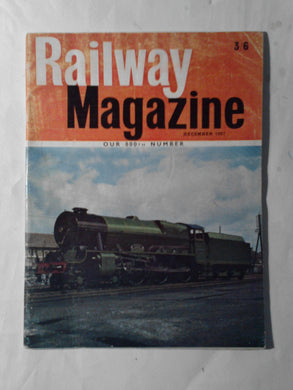 Railway
3/6
Magazine
DECEMBER 1967
OUR 800TH NUMBER